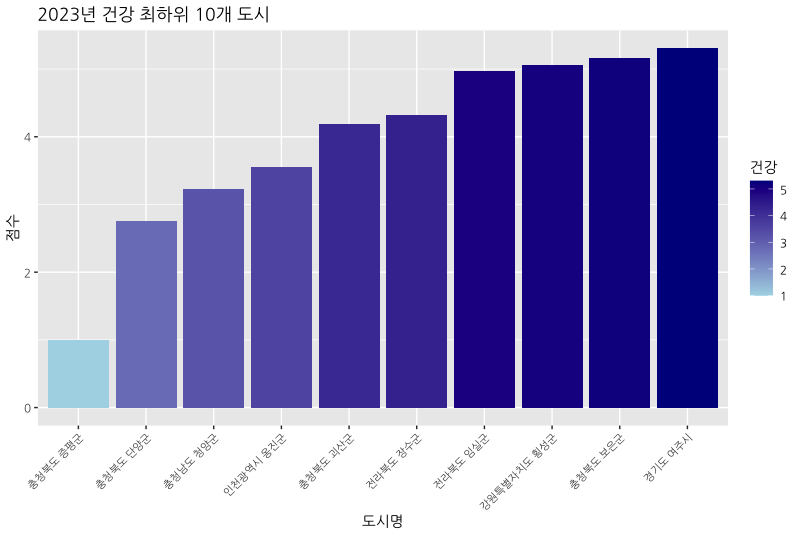 2023년 건강 최하위 10개 도시
점수
4
2
0
충청북도 증평군
충청북도 단양군
충청남도 청양군
인천광역시 옹진군
충청북도 괴산군
전라북도 장수군
전라북도 임실군
강원특별자치도 횡성군
충청북도 보은군
경기도 여주시
도시명
건강
5
4
3
2
1